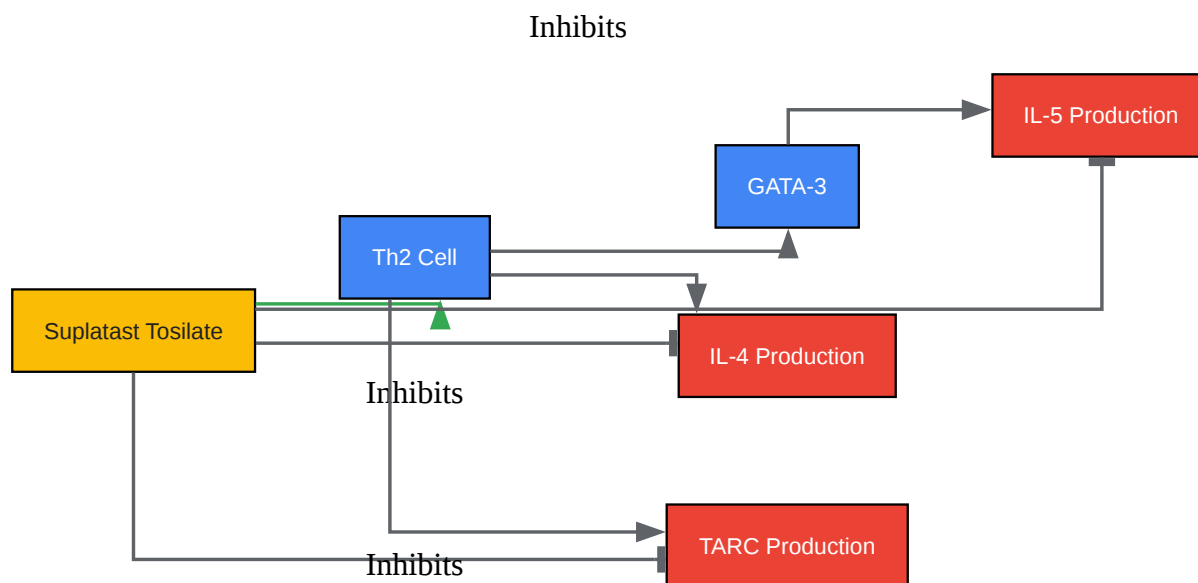 Inhibits
IL-5 Production
GATA-3
Th2 Cell
Suplatast Tosilate
IL-4 Production
Inhibits
TARC Production
Inhibits